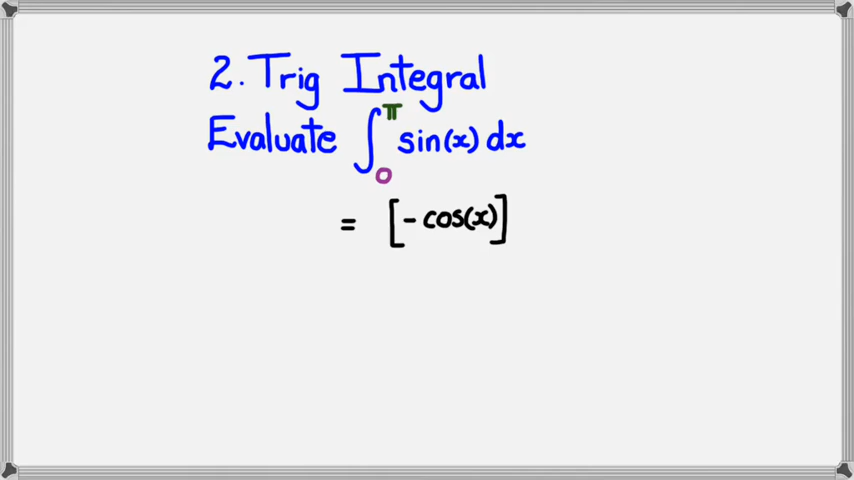 2. Trig Integral
Evaluate ∫₀^π sin(x) dx
= [-cos(x)]